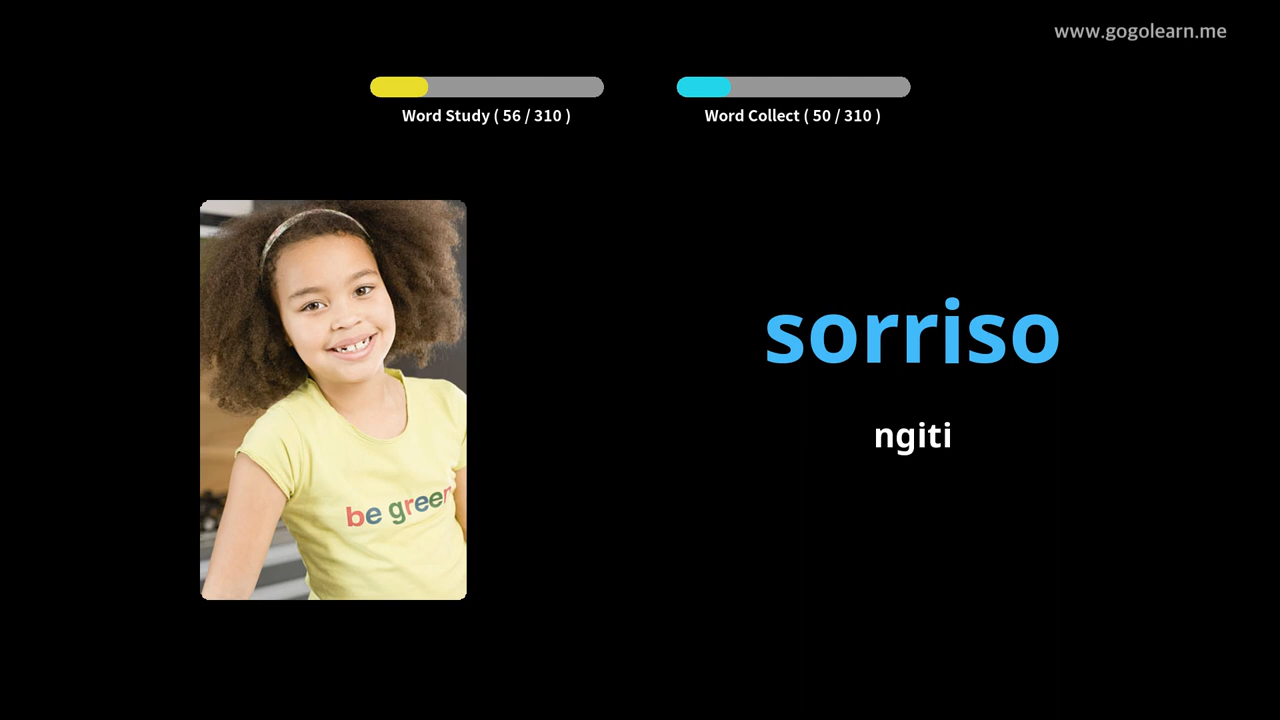 www.gogolearn.me
Word Study ( 56 / 310 )
Word Collect ( 50 / 310 )
sorriso
ngiti
be green